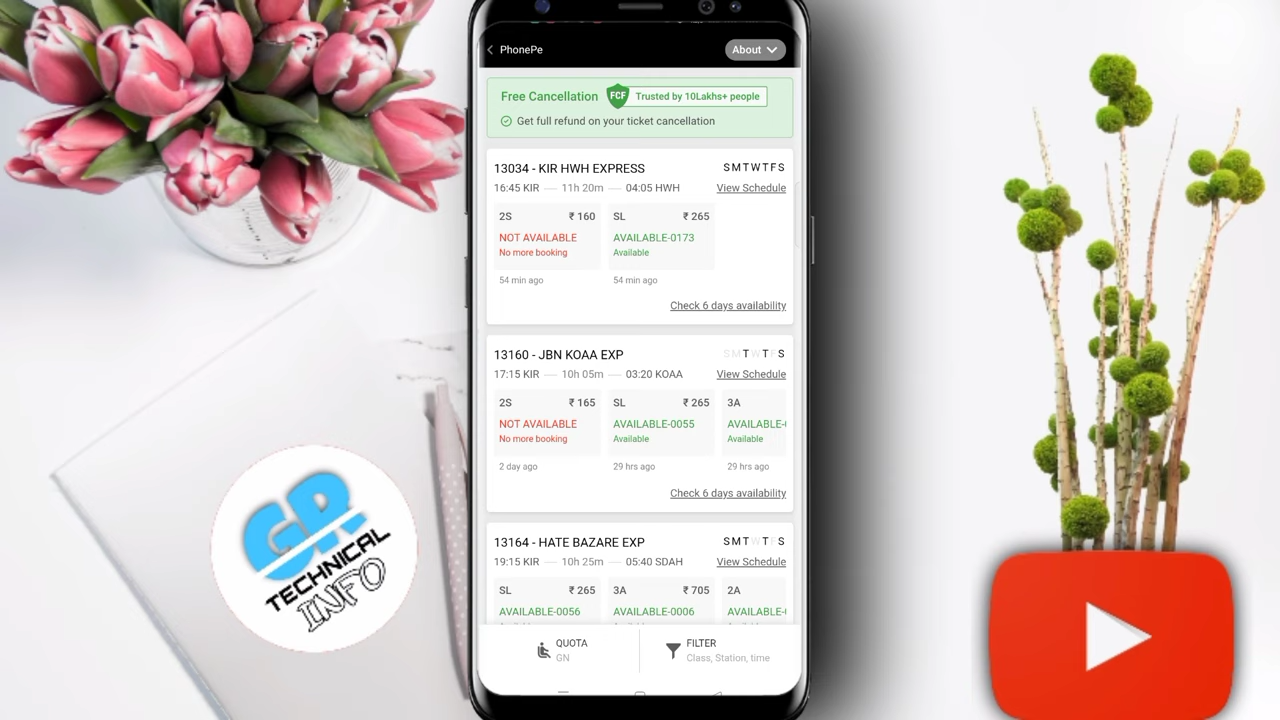 PhonePe
About
Free Cancellation FCF Trusted by 10Lakhs+ people
Get full refund on your ticket cancellation
13034 - KIR HWH EXPRESS SMTWTFS
16:45 KIR — 11h 20m — 04:05 HWH View Schedule
2S ₹ 160 SL ₹ 265
NOT AVAILABLE AVAILABLE-0173
No more booking Available
54 min ago 54 min ago
Check 6 days availability
13160 - JBN KOAA EXP SMTWTFS
17:15 KIR — 10h 05m — 03:20 KOAA View Schedule
2S ₹ 165 SL ₹ 265 3A
NOT AVAILABLE AVAILABLE-0055 AVAILABLE-
No more booking Available Available
2 day ago 29 hrs ago 29 hrs ago
Check 6 days availability
13164 - HATE BAZARE EXP SMTWTFS
19:15 KIR — 10h 25m — 05:40 SDAH View Schedule
SL ₹ 265 3A ₹ 705 2A
AVAILABLE-0056 AVAILABLE-0006 AVAILABLE-
QUOTA
GN
FILTER
Class, Station, time
GR
TECHNICAL
INFO